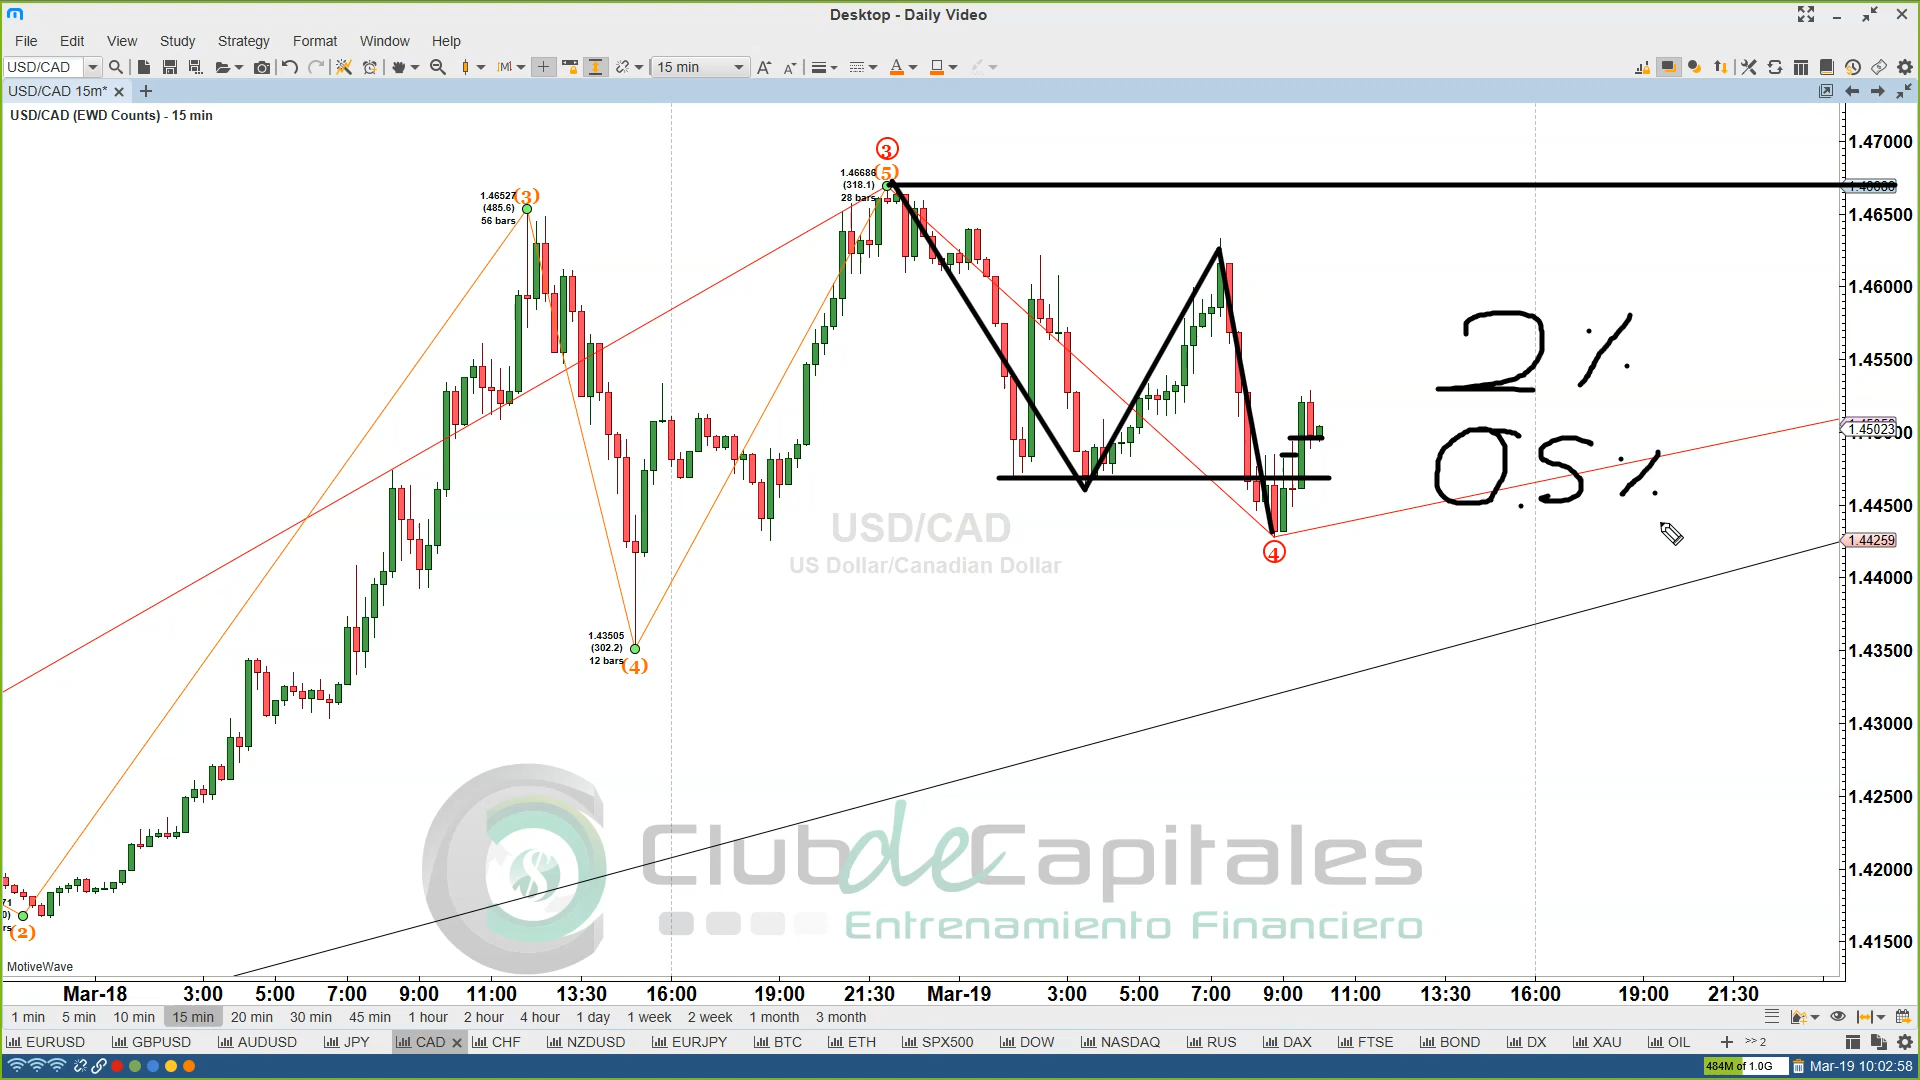 Desktop - Daily Video
File Edit View Study Strategy Format Window Help
USD/CAD 15 min
USD/CAD 15m*
USD/CAD (EWD Counts) - 15 min
3
1.46686 (5)
(318.1)
28 bars
1.46527 (3)
(485.6)
56 bars
1.47000
1.46500
1.46000
1.45500
1.45023
1.44500
1.44259
1.44000
1.43500
1.43000
1.42500
1.42000
1.41500
2%
0.5%
USD/CAD
US Dollar/Canadian Dollar
4
1.43505
(302.2)
12 bars (4)
(2)
Club de Capitales
Entrenamiento Financiero
MotiveWave
Mar-18 3:00 5:00 7:00 9:00 11:00 13:30 16:00 19:00 21:30 Mar-19 3:00 5:00 7:00 9:00 11:00 13:30 16:00 19:00 21:30
1 min 5 min 10 min 15 min 20 min 30 min 45 min 1 hour 2 hour 4 hour 1 day 1 week 2 week 1 month 3 month
EURUSD GBPUSD AUDUSD JPY CAD CHF NZDUSD EURJPY BTC ETH SPX500 DOW NASDAQ RUS DAX FTSE BOND DX XAU OIL >> 2
484M of 1.0G Mar-19 10:02:58